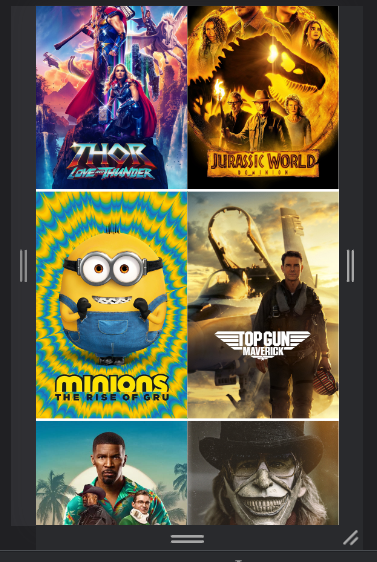 THOR
LOVE AND THUNDER
JURASSIC WORLD
DOMINION
MINIONS
THE RISE OF GRU
TOP GUN
MAVERICK